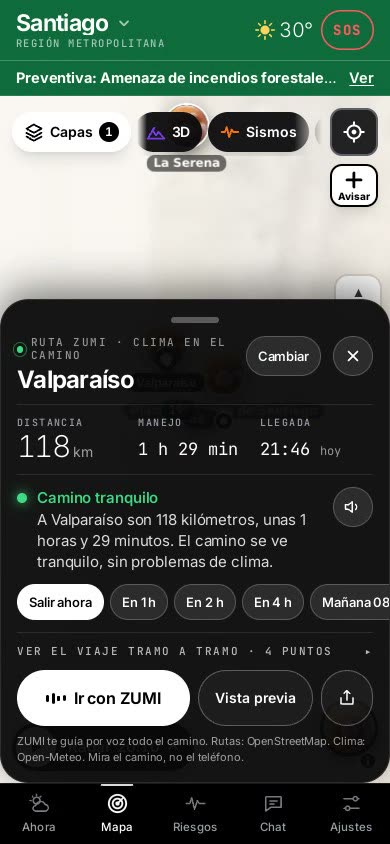 Santiago
REGIÓN METROPOLITANA
30°
SOS
Preventiva: Amenaza de incendios forestale... Ver
Capas 1
3D
Sismos
La Serena
Avisar
RUTA ZUMI · CLIMA EN EL
CAMINO
Cambiar
Valparaíso
DISTANCIA MANEJO LLEGADA
118 km 1 h 29 min 21:46 hoy
Camino tranquilo
A Valparaíso son 118 kilómetros, unas 1
horas y 29 minutos. El camino se ve
tranquilo, sin problemas de clima.
Salir ahora En 1 h En 2 h En 4 h Mañana 08
VER EL VIAJE TRAMO A TRAMO · 4 PUNTOS
Ir con ZUMI
Vista previa
ZUMI te guía por voz todo el camino. Rutas: OpenStreetMap. Clima:
Open-Meteo. Mira el camino, no el teléfono.
Ahora Mapa Riesgos Chat Ajustes